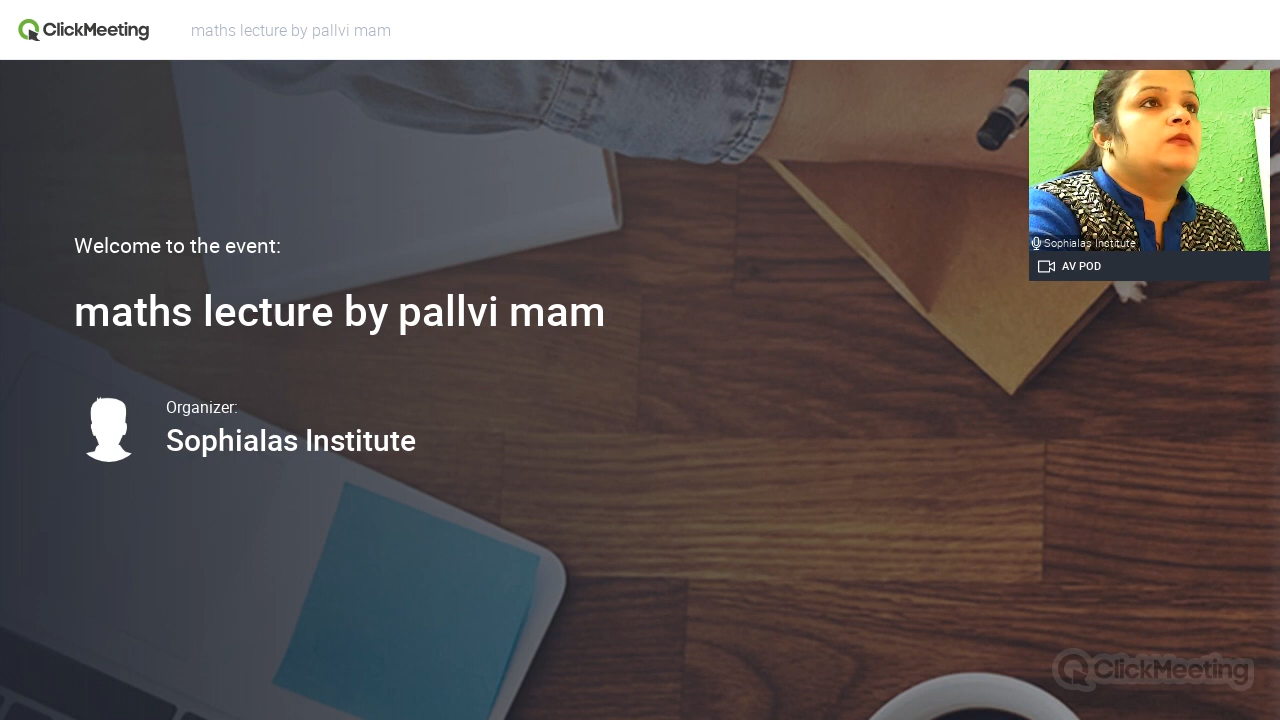 ClickMeeting
maths lecture by pallvi mam
Sophialas Institute
AV POD
Welcome to the event:
maths lecture by pallvi mam
Organizer:
Sophialas Institute
ClickMeeting